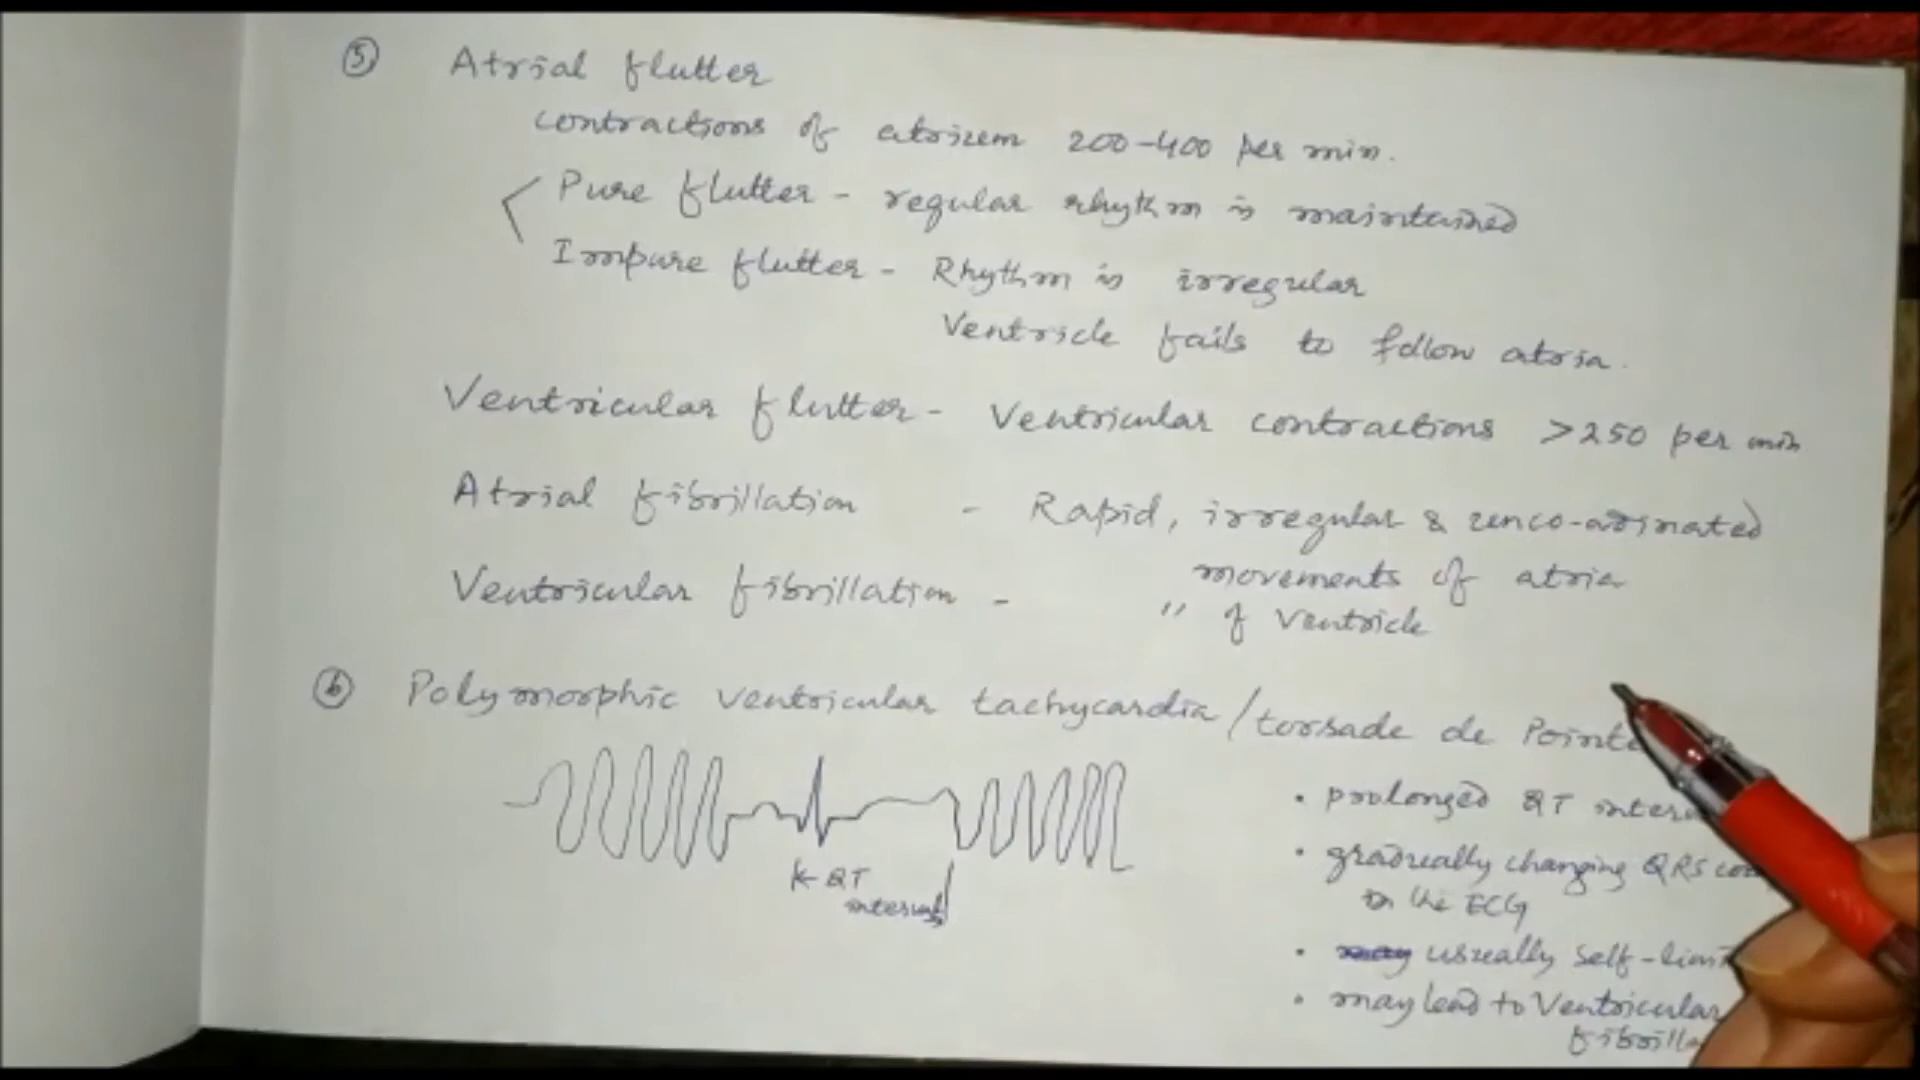 ⑤ Atrial flutter
contractions of atrium 200-400 per min.
Pure flutter - regular rhythm is maintained
Impure flutter - Rhythm is irregular
Ventricle fails to follow atria.
Ventricular flutter - Ventricular contractions >250 per min
Atrial fibrillation - Rapid, irregular & unco-ordinated
movements of atria
Ventricular fibrillation - " of Ventricle
⑥ Polymorphic ventricular tachycardia/torsade de Pointe
• prolonged QT
• gradually changing QRS
in the ECG
QT
interval
• usually self-
• may lead to Ventricular